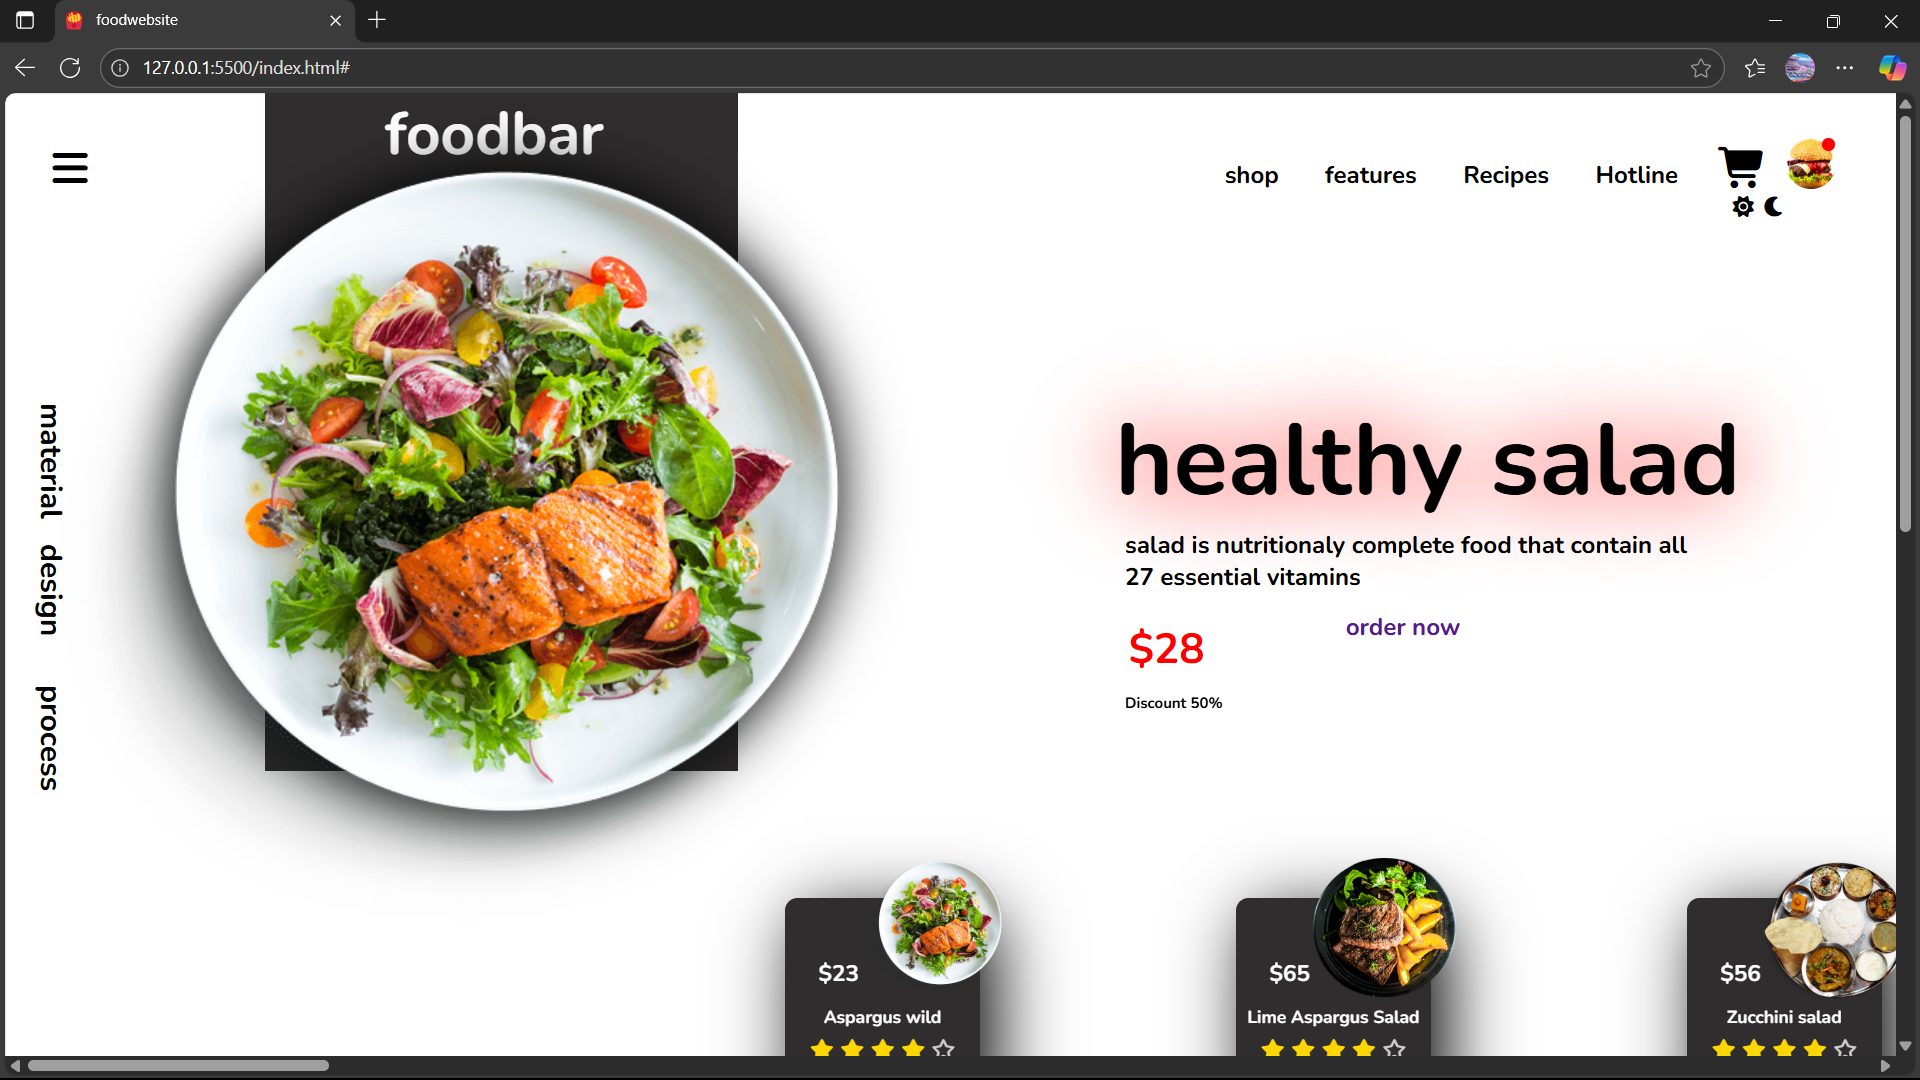 foodwebsite
127.0.0.1:5500/index.html#
foodbar
shop features Recipes Hotline
material design process
healthy salad
salad is nutritionaly complete food that contain all
27 essential vitamins
$28
order now
Discount 50%
$23
Aspargus wild
$65
Lime Aspargus Salad
$56
Zucchini salad